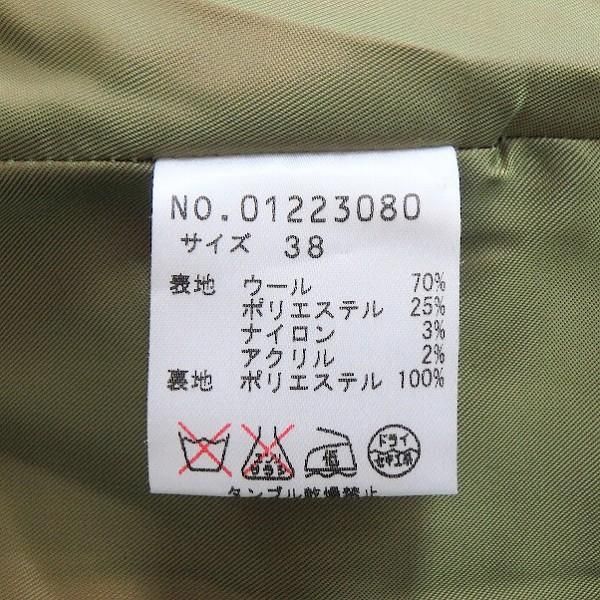 NO.01223080
サイズ 38
表地 ウール 70%
ポリエステル 25%
ナイロン 3%
アクリル 2%
裏地 ポリエステル 100%
エンソ 低 ドライ
サラシ セキユ系
タンブル乾燥禁止